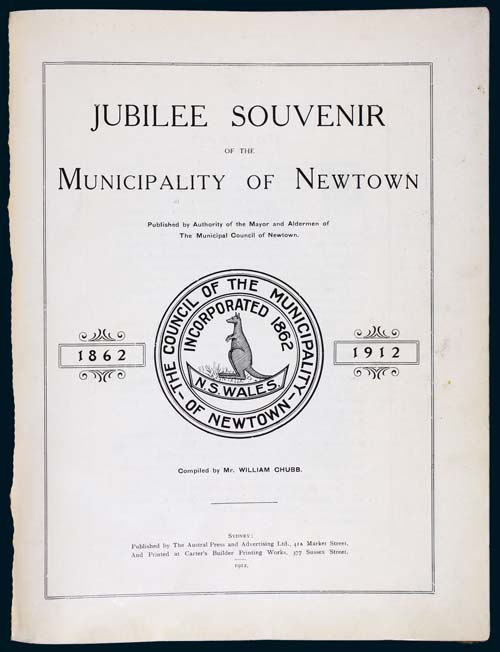 JUBILEE SOUVENIR
OF THE
MUNICIPALITY OF NEWTOWN
Published by Authority of the Mayor and Aldermen of
The Municipal Council of Newtown.
THE COUNCIL OF THE MUNICIPALITY
INCORPORATED 1862
1862
1912
N.S.WALES.
-OF NEWTOWN-
Compiled by Mr. WILLIAM CHUBB.
SYDNEY:
Published by The Austral Press and Advertising Ltd., 42A Market Street,
And Printed at Carter's Builder Printing Works, 377 Sussex Street.
1912.